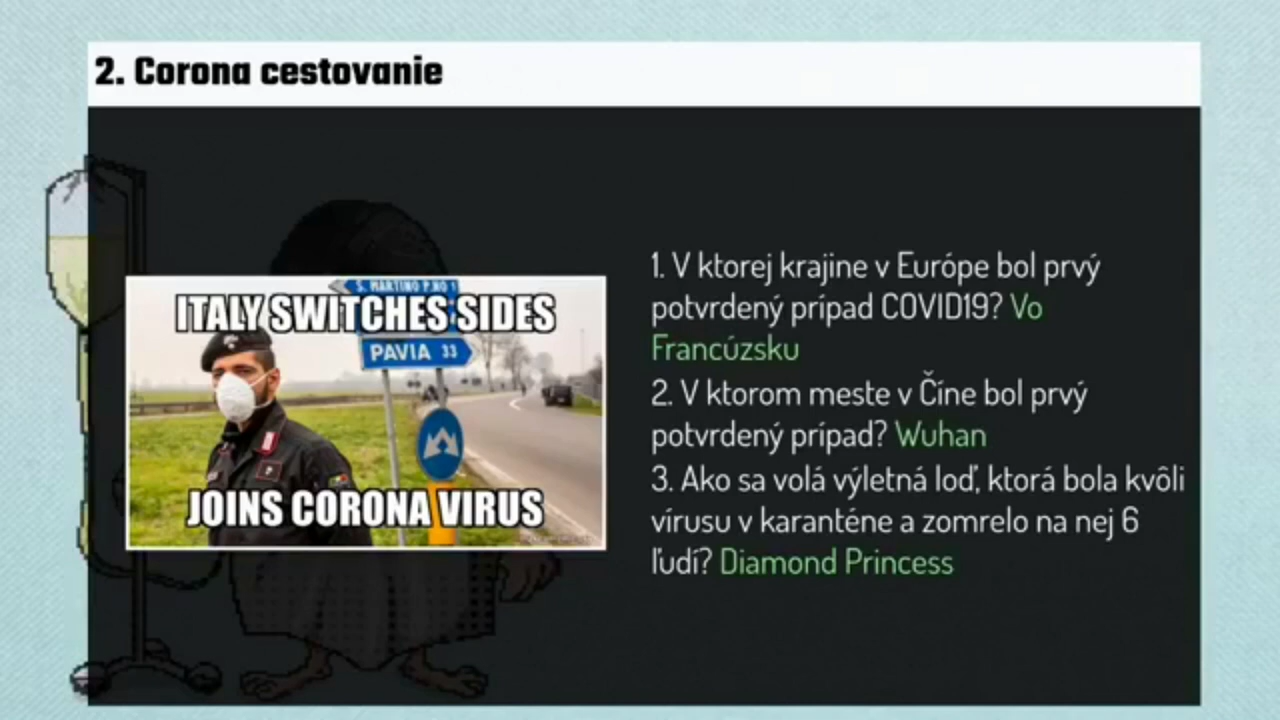 2. Corona cestovanie
S. MARTINO P.NO 1
ITALY SWITCHES SIDES
PAVIA 33
JOINS CORONA VIRUS
1. V ktorej krajine v Európe bol prvý
potvrdený prípad COVID19? Vo
Francúzsku
2. V ktorom meste v Číne bol prvý
potvrdený prípad? Wuhan
3. Ako sa volá výletná loď, ktorá bola kvôli
vírusu v karanténe a zomrelo na nej 6
ľudí? Diamond Princess